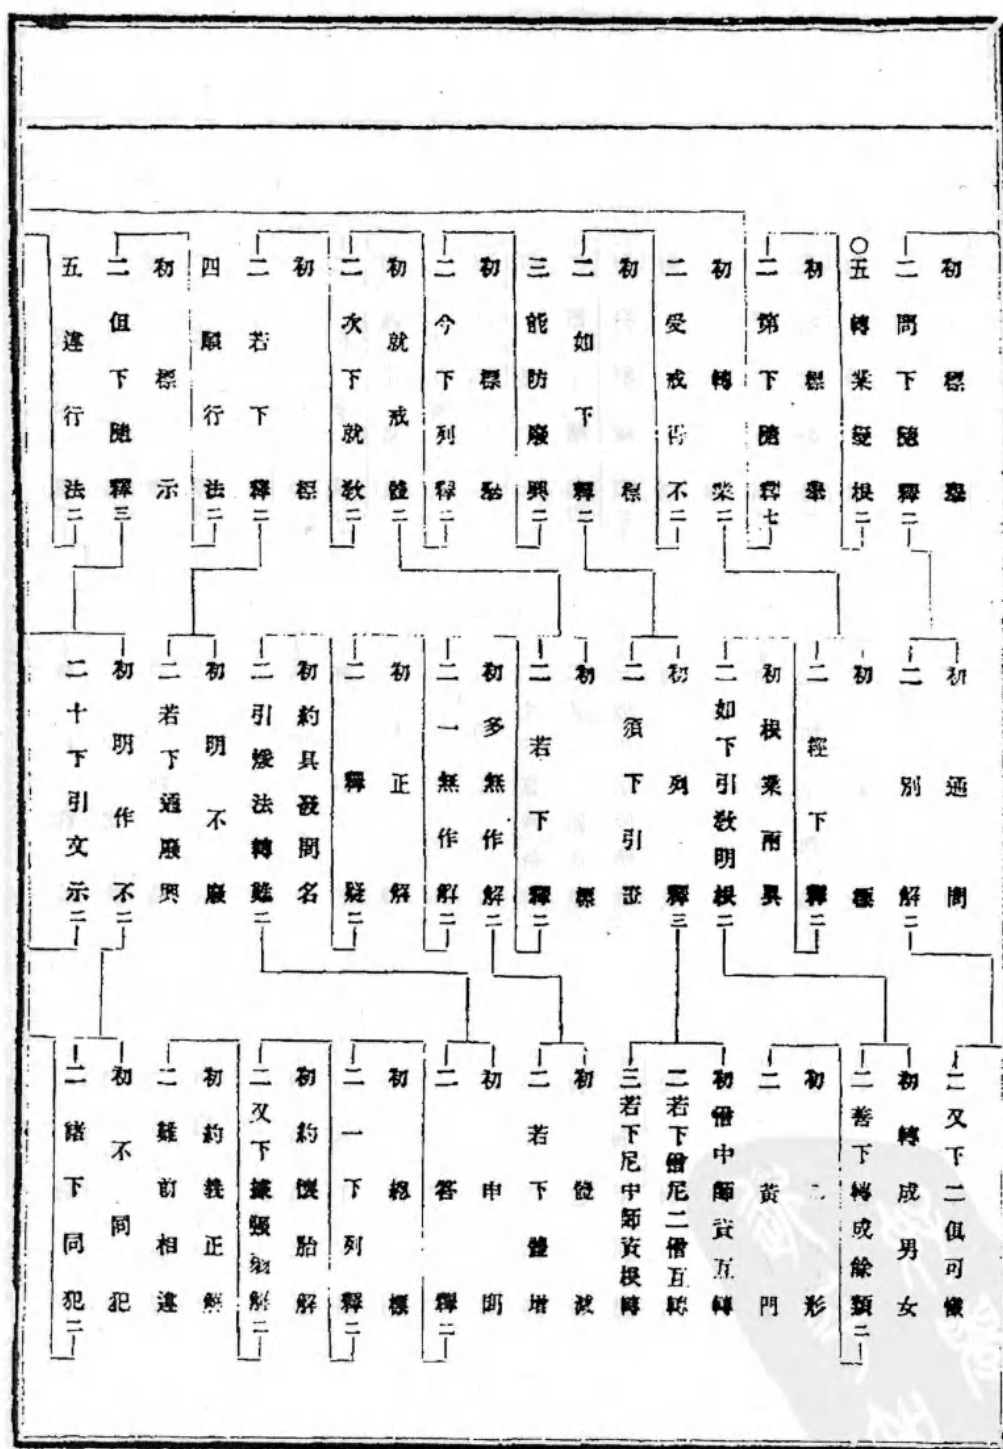 初標舉
二問下隨釋二
○五轉業變根二
初標舉
二第下隨釋七
初轉業二
二受戒得不二
初標
二如下釋二
三能防廢興二
初標
二今下列釋二
初就戒體二
二次下就教二
初標
二若下釋二
四順行法二
初標示
二但下隨釋三
五違行法二
初通問
二別解二
初標
二經下釋二
初根業兩異
二如下引教明根二
初列釋三
二須下引證
初標
二若下釋二
初多無作解二
二一無作解二
初正解
二釋疑二
初約具設問名
二引緣法轉難二
初明不廢
二若下通廢興
初明作不二
二十下引文示二
二又下二俱可懺
初轉成男女
二善下轉成餘類二
初二形
二黃門
初僧中師資互轉
二若下僧尼二僧互轉
三若下尼中師資根轉
初體減
二若下體增
初申問
二答釋二
初總標
二一下列釋二
初約懷胎解
二又下據強解二
初約義正解
二難前相違
初不同犯
二諸下同犯二